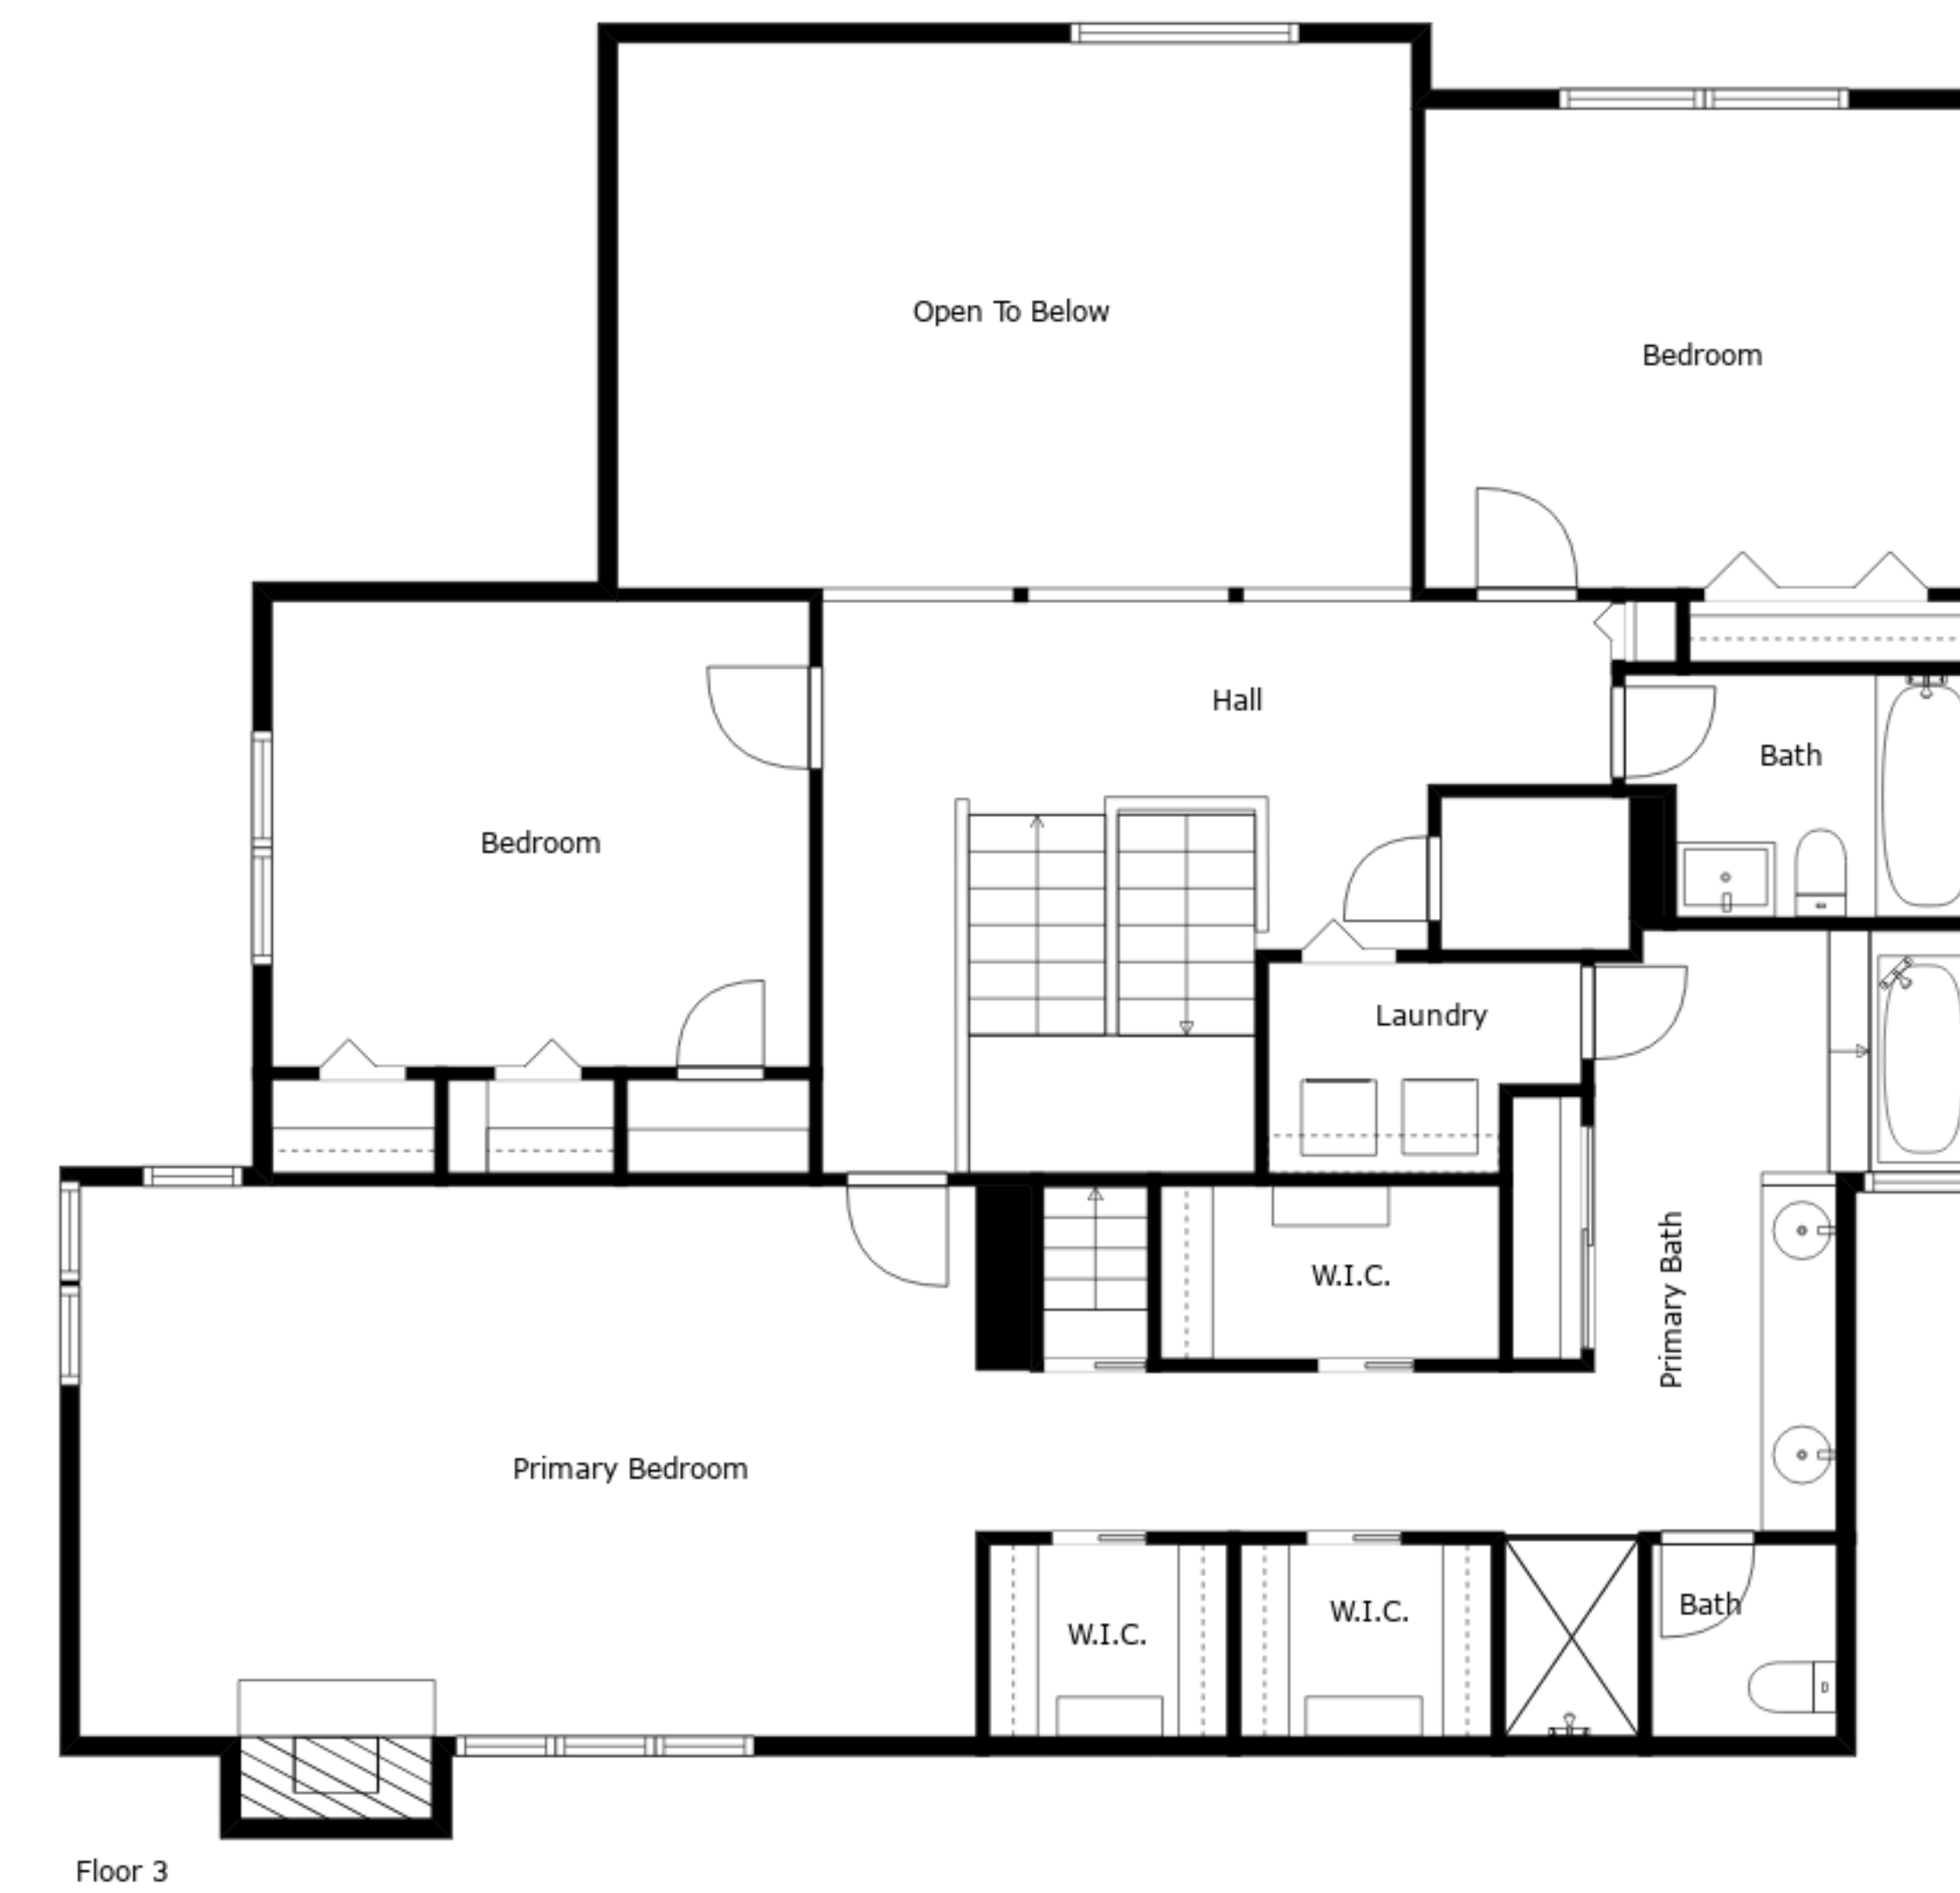 Open To Below
Bedroom
Hall
Bath
Bedroom
Laundry
W.I.C.
Primary Bath
Primary Bedroom
W.I.C.
W.I.C.
Bath
Floor 3